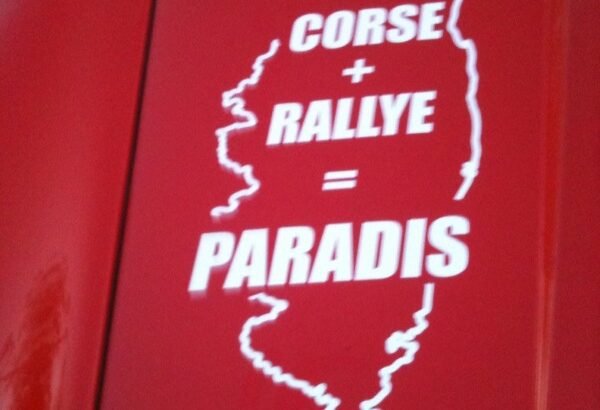 CORSE
+
RALLYE
=
PARADIS